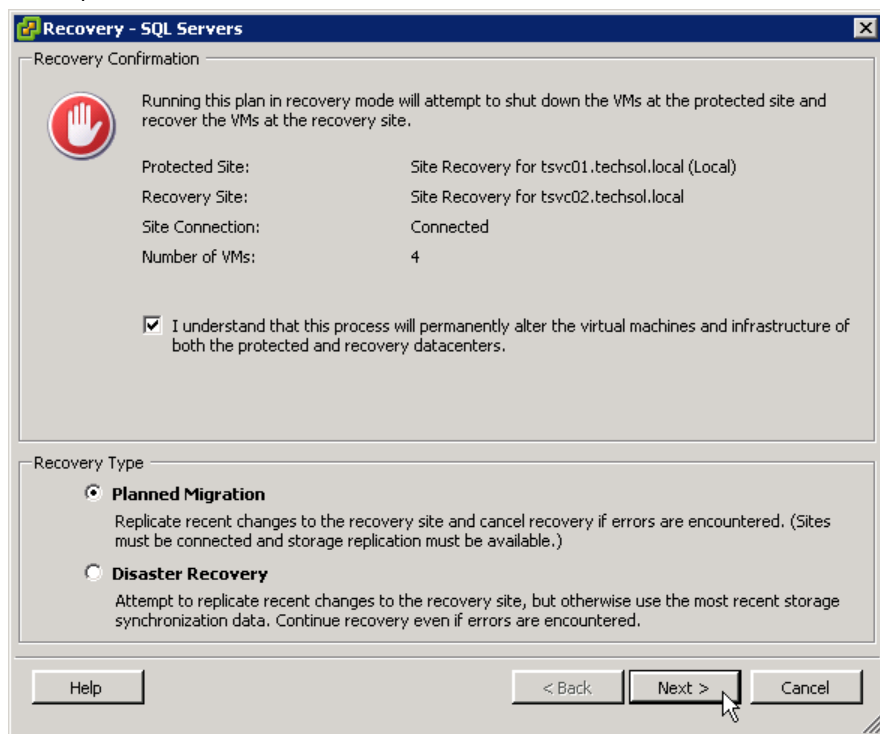 Recovery - SQL Servers
Recovery Confirmation
Running this plan in recovery mode will attempt to shut down the VMs at the protected site and
recover the VMs at the recovery site.
Protected Site: Site Recovery for tsvc01.techsol.local (Local)
Recovery Site: Site Recovery for tsvc02.techsol.local
Site Connection: Connected
Number of VMs: 4
I understand that this process will permanently alter the virtual machines and infrastructure of
both the protected and recovery datacenters.
Recovery Type
Planned Migration
Replicate recent changes to the recovery site and cancel recovery if errors are encountered. (Sites
must be connected and storage replication must be available.)
Disaster Recovery
Attempt to replicate recent changes to the recovery site, but otherwise use the most recent storage
synchronization data. Continue recovery even if errors are encountered.
Help < Back Next > Cancel